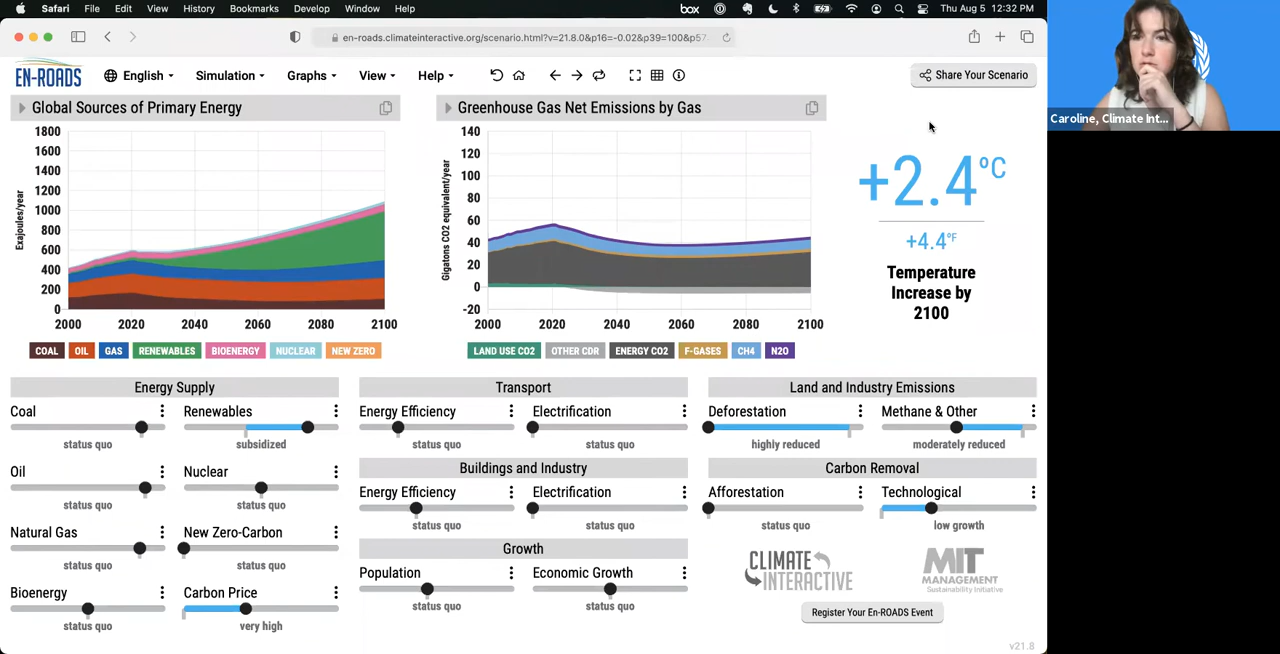 Safari File Edit View History Bookmarks Develop Window Help box Thu Aug 5 12:32 PM
en-roads.climateinteractive.org/scenario.html?v=21.8.0&p16=-0.02&p39=100&p57-
EN-ROADS English Simulation Graphs View Help Share Your Scenario
Global Sources of Primary Energy
1800
1600
1400
1200
1000
800
600
400
200
0
Exajoules/year
2000 2020 2040 2060 2080 2100
COAL OIL GAS RENEWABLES BIOENERGY NUCLEAR NEW ZERO
Greenhouse Gas Net Emissions by Gas
140
120
100
80
60
40
20
0
-20
Gigatons CO2 equivalent/year
2000 2020 2040 2060 2080 2100
LAND USE CO2 OTHER CDR ENERGY CO2 F-GASES CH4 N2O
+2.4°C
+4.4°F
Temperature
Increase by
2100
Caroline, Climate Int...
Energy Supply
Coal Renewables
status quo subsidized
Oil Nuclear
status quo status quo
Natural Gas New Zero-Carbon
status quo status quo
Bioenergy Carbon Price
status quo very high
Transport
Energy Efficiency Electrification
status quo status quo
Buildings and Industry
Energy Efficiency Electrification
status quo status quo
Growth
Population Economic Growth
status quo status quo
Land and Industry Emissions
Deforestation Methane & Other
highly reduced moderately reduced
Carbon Removal
Afforestation Technological
status quo low growth
CLIMATE
INTERACTIVE
MIT
MANAGEMENT
Sustainability Initiative
Register Your En-ROADS Event
v21.8